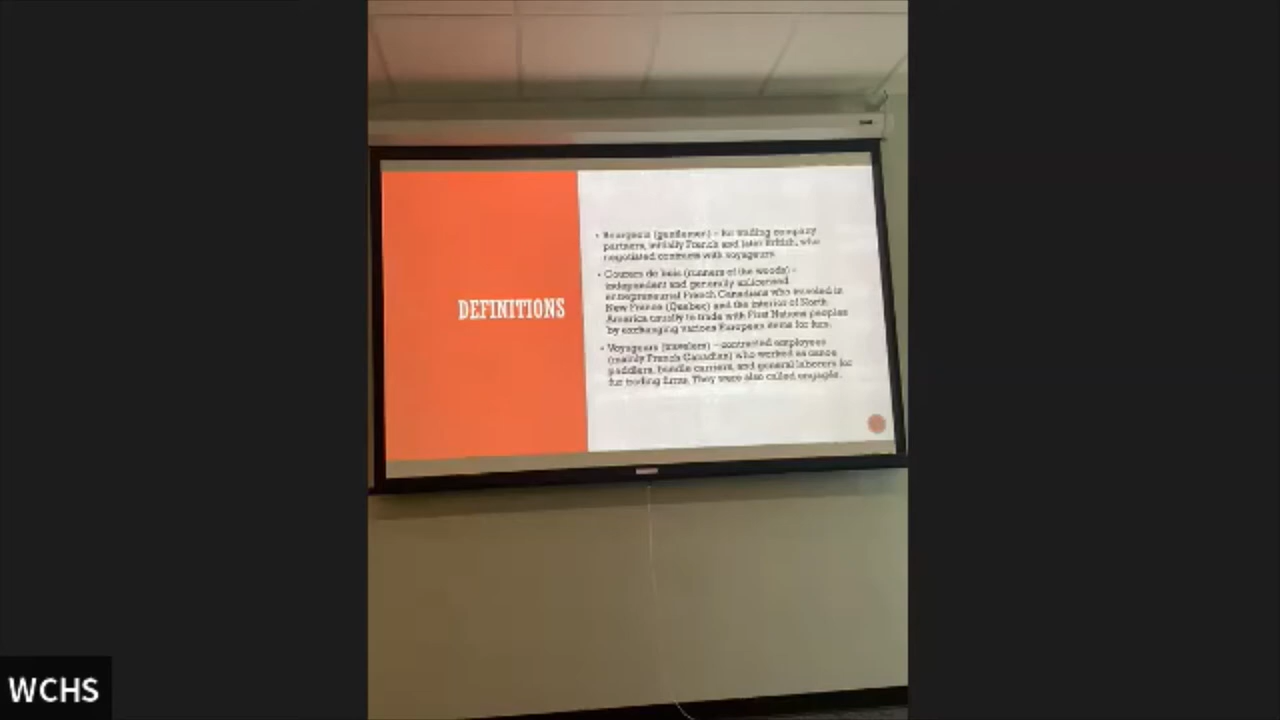 DEFINITIONS
• Bourgeois (gentlemen) – fur trading company
partners, initially French and later British, who
negotiated contracts with voyageurs.
• Coureurs de bois (runners of the woods) –
independent and generally unlicensed
entrepreneurial French Canadians who traveled in
New France (Quebec) and the interior of North
America usually to trade with First Nations peoples
by exchanging various European items for furs.
• Voyageurs (travelers) – contracted employees
(mainly French Canadian) who worked as canoe
paddlers, bundle carriers, and general laborers for
fur trading firms. They were also called engagés.
WCHS